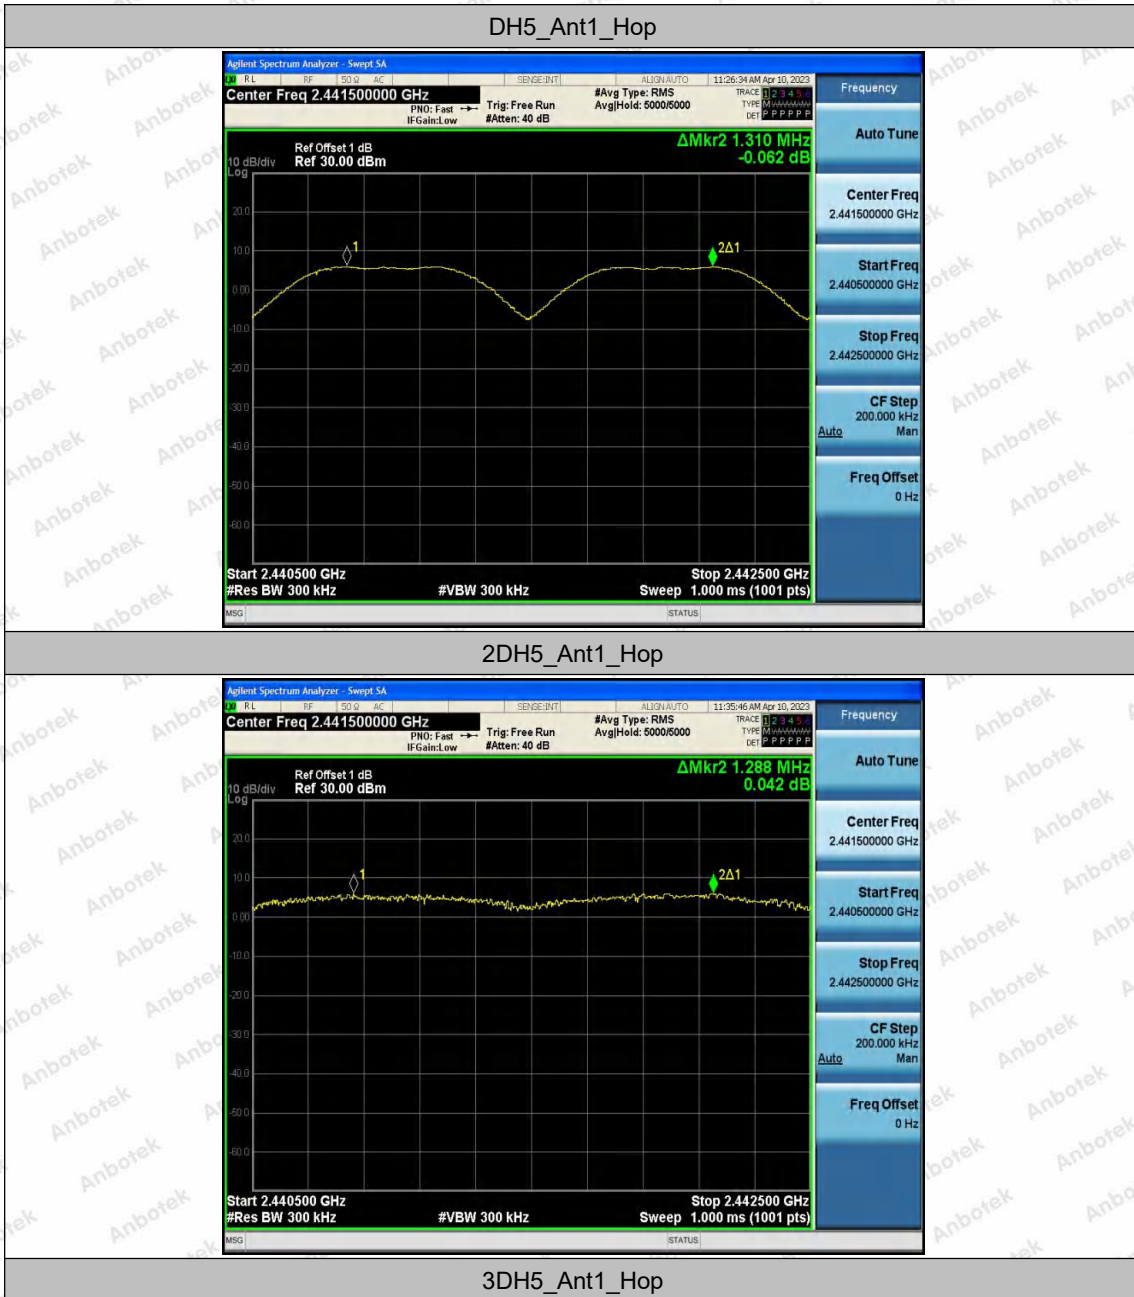 DH5_Ant1_Hop
Agilent Spectrum Analyzer - Swept SA
LXI RL RF 50 Ω AC SENSE:INT ALIGN AUTO 11:26:34 AM Apr 10, 2023
Center Freq 2.441500000 GHz
PNO: Fast
IFGain:Low
Trig: Free Run
#Atten: 40 dB
#Avg Type: RMS
Avg|Hold: 5000/5000
TRACE 1 2 3 4 5 6
TYPE M
DET P P P P P P
Frequency
Auto Tune
Ref Offset 1 dB
10 dB/div Ref 30.00 dBm
Log
ΔMkr2 1.310 MHz
-0.062 dB
20.0
10.0
0.00
-10.0
-20.0
-30.0
-40.0
-50.0
-60.0
1
2Δ1
Center Freq
2.441500000 GHz
Start Freq
2.440500000 GHz
Stop Freq
2.442500000 GHz
CF Step
200.000 kHz
Auto Man
Freq Offset
0 Hz
Start 2.440500 GHz Stop 2.442500 GHz
#Res BW 300 kHz #VBW 300 kHz Sweep 1.000 ms (1001 pts)
MSG STATUS
2DH5_Ant1_Hop
Agilent Spectrum Analyzer - Swept SA
LXI RL RF 50 Ω AC SENSE:INT ALIGN AUTO 11:35:46 AM Apr 10, 2023
Center Freq 2.441500000 GHz
PNO: Fast
IFGain:Low
Trig: Free Run
#Atten: 40 dB
#Avg Type: RMS
Avg|Hold: 5000/5000
TRACE 1 2 3 4 5 6
TYPE M
DET P P P P P P
Frequency
Auto Tune
Ref Offset 1 dB
10 dB/div Ref 30.00 dBm
Log
ΔMkr2 1.288 MHz
0.042 dB
20.0
10.0
0.00
-10.0
-20.0
-30.0
-40.0
-50.0
-60.0
1
2Δ1
Center Freq
2.441500000 GHz
Start Freq
2.440500000 GHz
Stop Freq
2.442500000 GHz
CF Step
200.000 kHz
Auto Man
Freq Offset
0 Hz
Start 2.440500 GHz Stop 2.442500 GHz
#Res BW 300 kHz #VBW 300 kHz Sweep 1.000 ms (1001 pts)
MSG STATUS
3DH5_Ant1_Hop